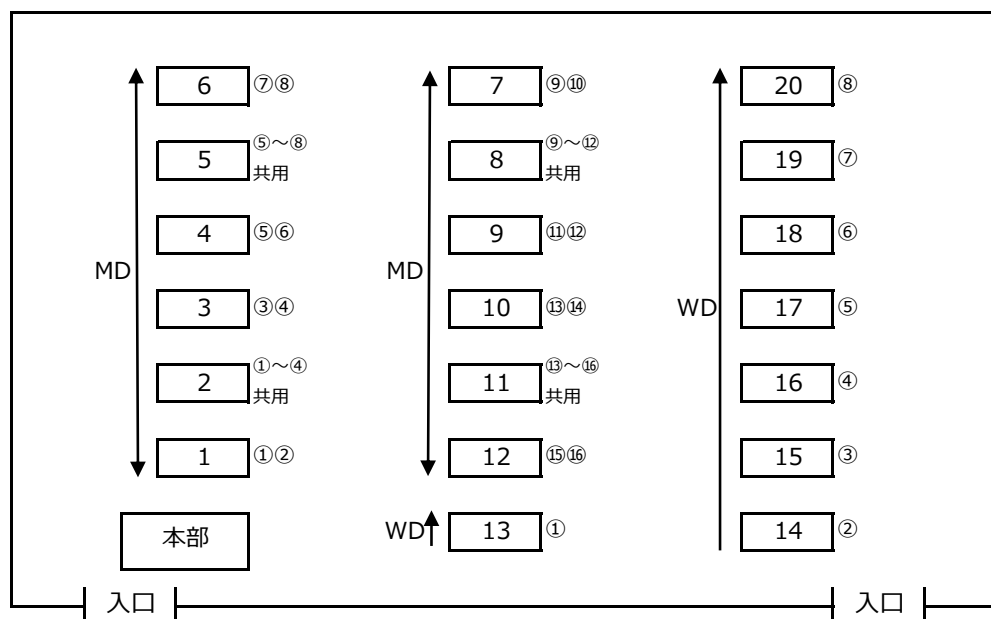 6 ⑦⑧ 7 ⑨⑩ 20 ⑧
5 ⑤~⑧ 共用 8 ⑨~⑫ 共用 19 ⑦
4 ⑤⑥ 9 ⑪⑫ 18 ⑥
MD MD
3 ③④ 10 ⑬⑭ WD 17 ⑤
2 ①~④ 共用 11 ⑬~⑯ 共用 16 ④
1 ①② 12 ⑮⑯ 15 ③
本部 WD 13 ① 14 ②
入口 入口